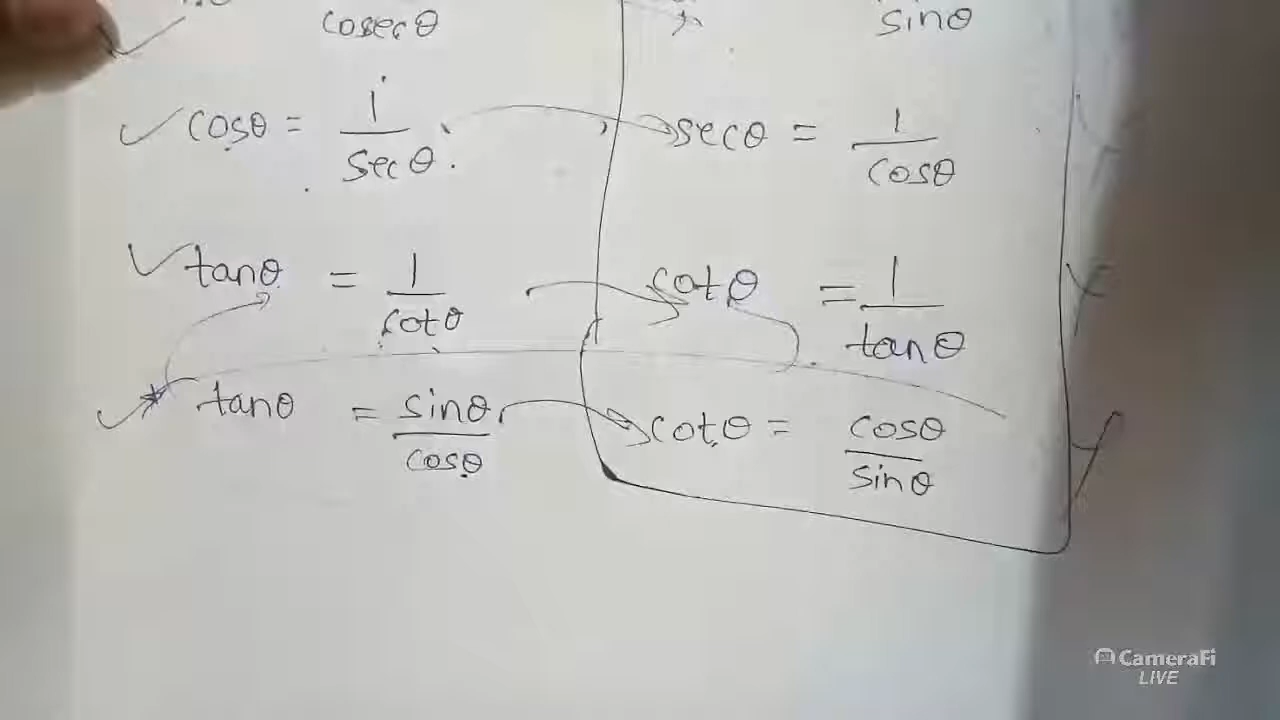 cosecθ sinθ
cosθ = 1/secθ secθ = 1/cosθ
tanθ = 1/cotθ cotθ = 1/tanθ
* tanθ = sinθ/cosθ cotθ = cosθ/sinθ
CameraFi
LIVE